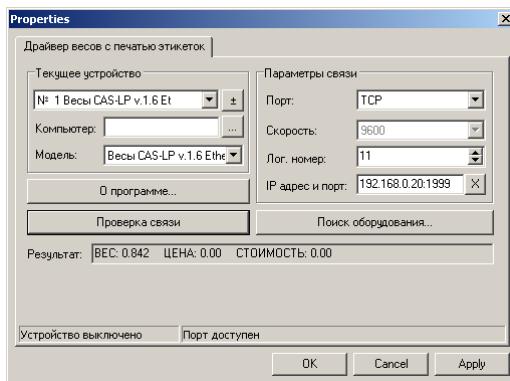 Properties
Драйвер весов с печатью этикеток
Текущее устройство
№ 1 Весы CAS-LP v.1.6 Et
±
Компьютер:
...
Модель:
Весы CAS-LP v.1.6 Ethe
О программе...
Проверка связи
Параметры связи
Порт:
TCP
Скорость:
9600
Лог. номер:
11
IP адрес и порт:
192.168.0.20:1999
X
Поиск оборудования...
Результат:
ВЕС: 0.842 ЦЕНА: 0.00 СТОИМОСТЬ: 0.00
Устройство выключено
Порт доступен
OK
Cancel
Apply